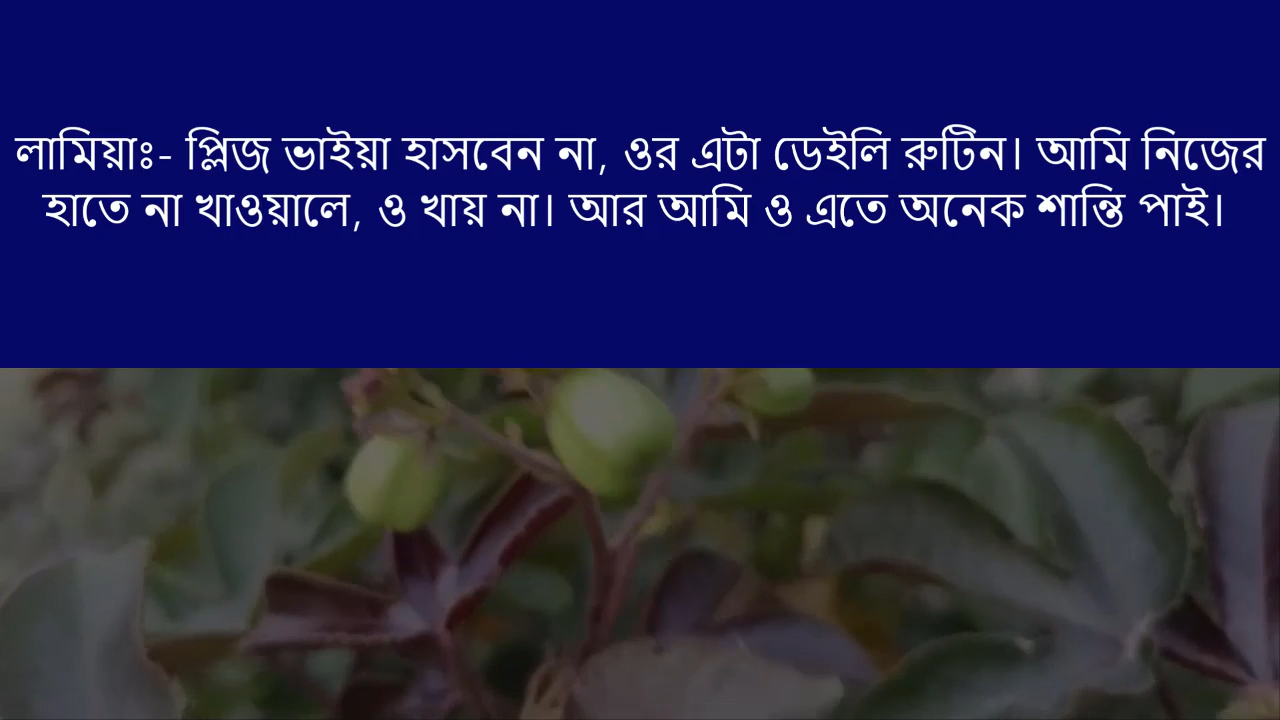 লামিয়াঃ- প্লিজ ভাইয়া হাসবেন না, ওর এটা ডেইলি রুটিন। আমি নিজের
হাতে না খাওয়ালে, ও খায় না। আর আমি ও এতে অনেক শান্তি পাই।